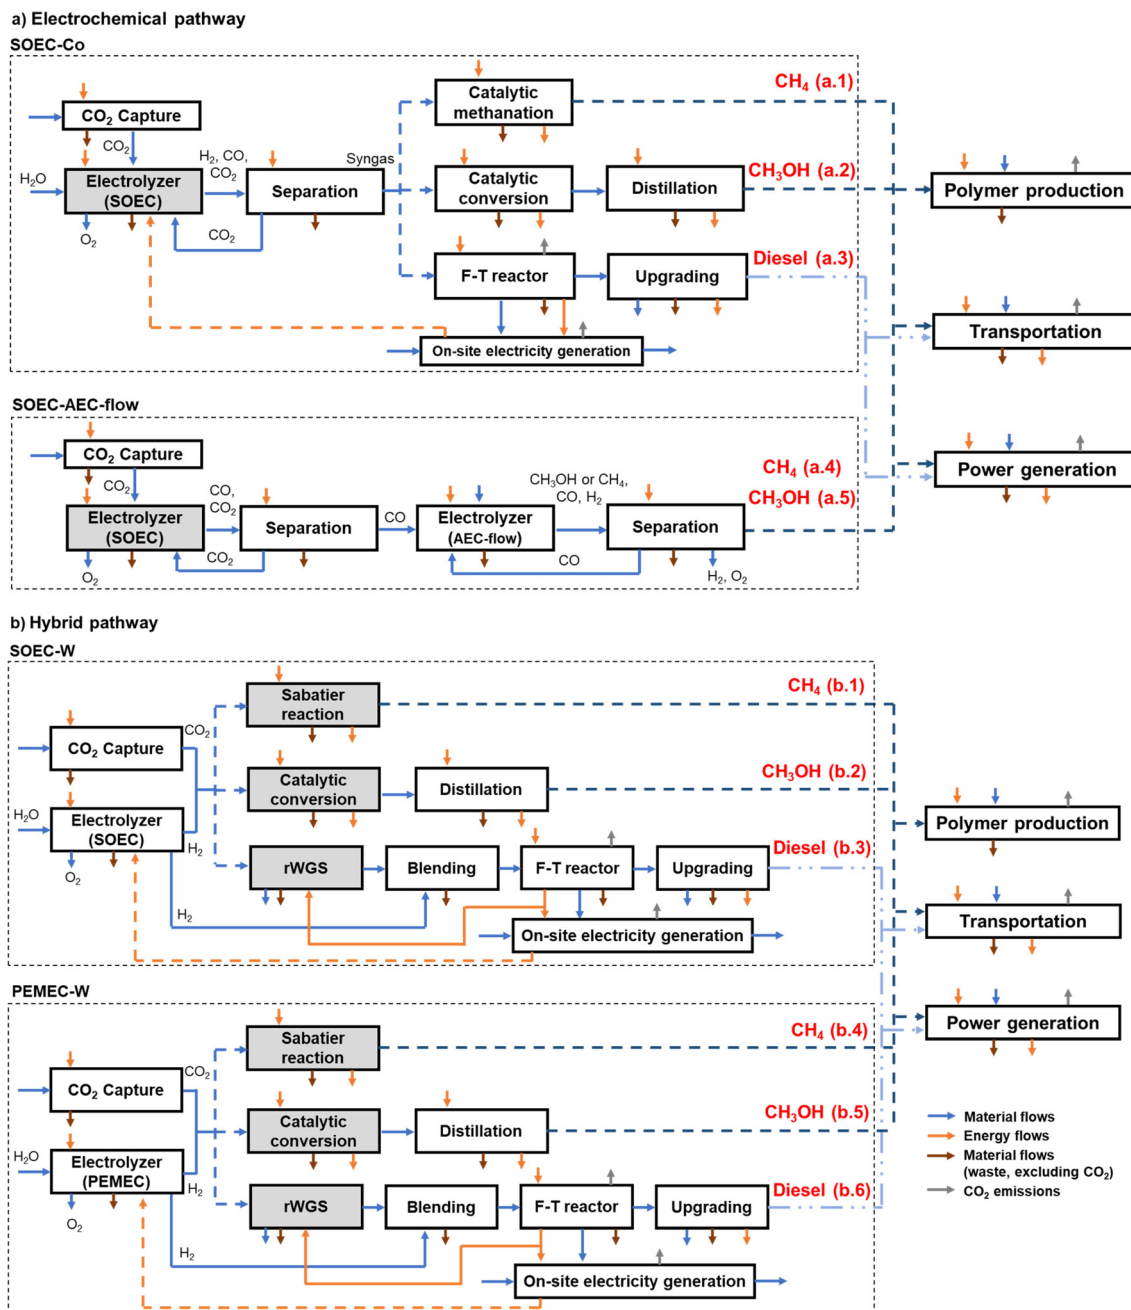 a) Electrochemical pathway
SOEC-Co
CH₄ (a.1)
Catalytic
methanation
CO₂ Capture
CO₂
H₂, CO,
CO₂
Syngas
H₂O
Electrolyzer
(SOEC)
Separation
Catalytic
conversion
Distillation
CH₃OH (a.2)
Polymer production
O₂
CO₂
F-T reactor
Upgrading
Diesel (a.3)
On-site electricity generation
Transportation
SOEC-AEC-flow
CO₂ Capture
CO₂
CO,
CO₂
CH₃OH or CH₄,
CO, H₂
CH₄ (a.4)
CH₃OH (a.5)
Power generation
Electrolyzer
(SOEC)
Separation
CO
Electrolyzer
(AEC-flow)
Separation
O₂
CO₂
CO
H₂, O₂
b) Hybrid pathway
SOEC-W
Sabatier
reaction
CH₄ (b.1)
CO₂ Capture
CO₂
Catalytic
conversion
Distillation
CH₃OH (b.2)
H₂O
Electrolyzer
(SOEC)
H₂
O₂
rWGS
Blending
F-T reactor
Upgrading
Diesel (b.3)
H₂
On-site electricity generation
Polymer production
Transportation
Power generation
PEMEC-W
Sabatier
reaction
CH₄ (b.4)
CO₂ Capture
CO₂
Catalytic
conversion
Distillation
CH₃OH (b.5)
H₂O
Electrolyzer
(PEMEC)
H₂
O₂
rWGS
Blending
F-T reactor
Upgrading
Diesel (b.6)
H₂
On-site electricity generation
Material flows
Energy flows
Material flows
(waste, excluding CO₂)
CO₂ emissions